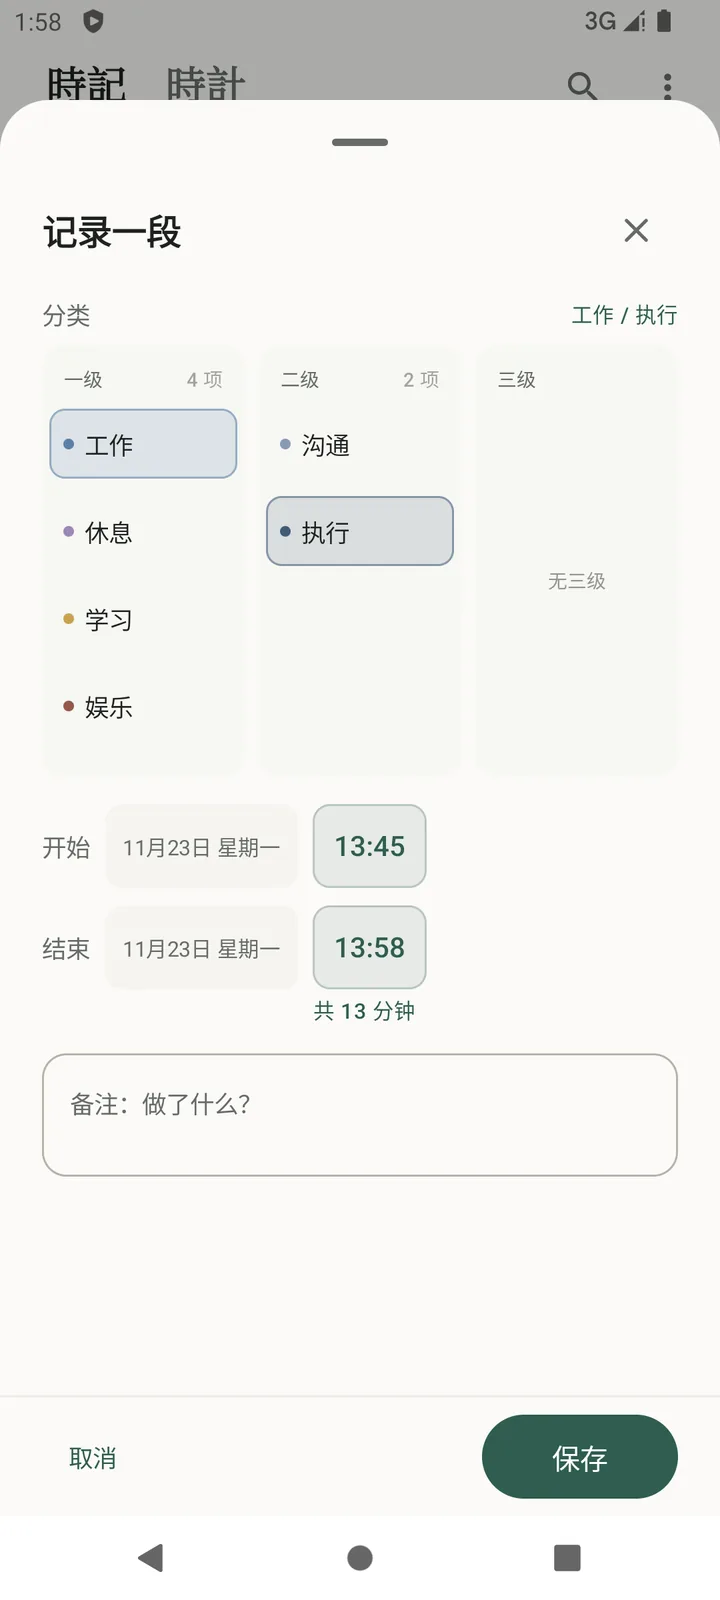 1:58 3G
時記 時計
记录一段
分类 工作 / 执行
一级 4 项 二级 2 项 三级
工作 沟通
休息 执行
无三级
学习
娱乐
开始 11月23日 星期一 13:45
结束 11月23日 星期一 13:58
共 13 分钟
备注：做了什么？
取消 保存